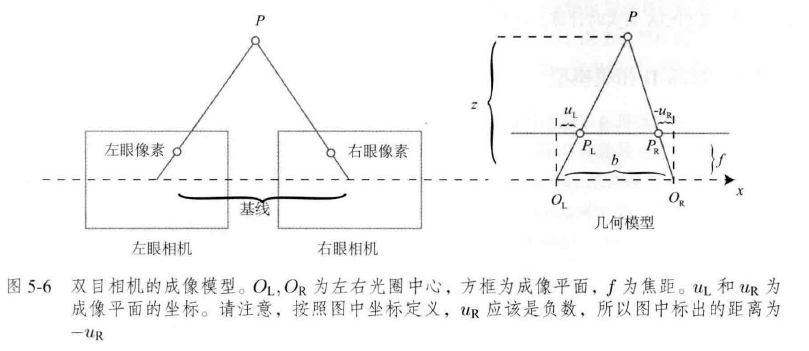 P
左眼像素
右眼像素
基线
左眼相机
右眼相机
P
z
u_L
-u_R
P_L
P_R
f
b
x
O_L
O_R
几何模型
图 5-6 双目相机的成像模型。O_L, O_R 为左右光圈中心，方框为成像平面，f 为焦距。u_L 和 u_R 为
成像平面的坐标。请注意，按照图中坐标定义，u_R 应该是负数，所以图中标出的距离为
−u_R